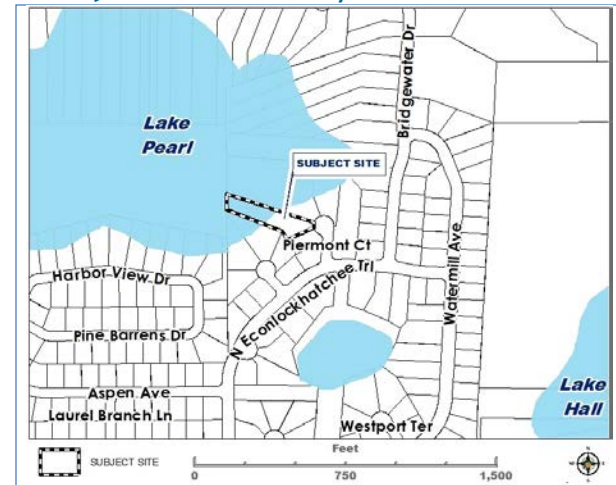 Lake
Pearl
Bridgewater Dr
SUBJECT SITE
Piermont Ct
Harbor View Dr
N Econlockhatchee Trl
Watermill Ave
Pine Barrens Dr
Aspen Ave
Lake
Hall
Laurel Branch Ln
Westport Ter
SUBJECT SITE
Feet
0 750 1,500